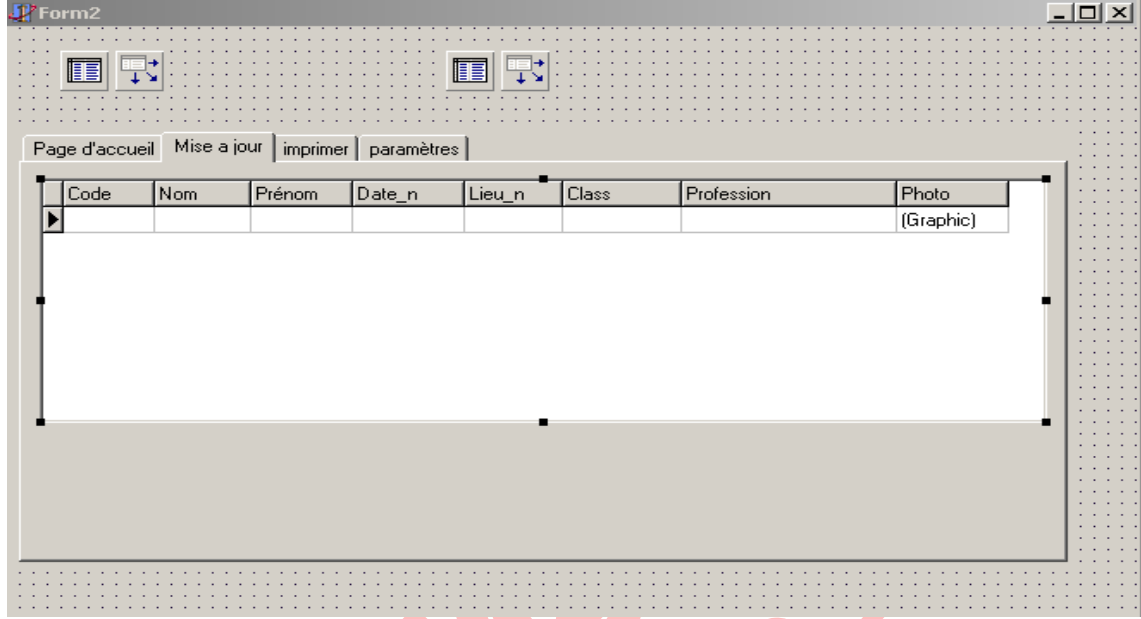 Form2
Page d'accueil Mise a jour imprimer paramètres
Code Nom Prénom Date_n Lieu_n Class Profession Photo
(Graphic)